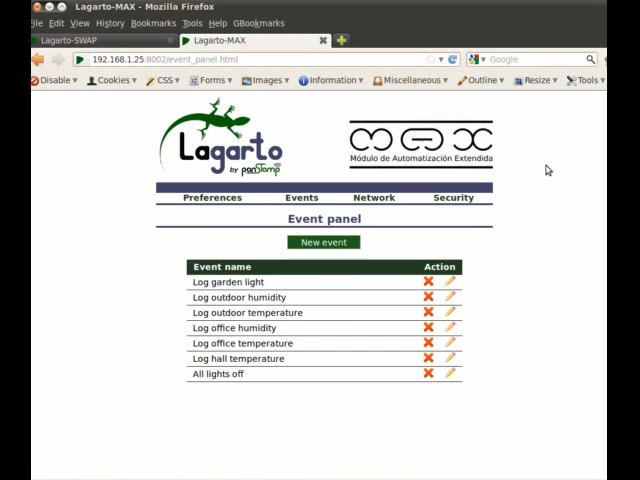 Lagarto-MAX - Mozilla Firefox
File Edit View History Bookmarks Tools Help GBookmarks
Lagarto-SWAP Lagarto-MAX
192.168.1.25:8002/event_panel.html Google
Disable Cookies CSS Forms Images Information Miscellaneous Outline Resize Tools
Lagarto
by panStamp
MAX
Módulo de Automatización Extendida
Preferences Events Network Security
Event panel
New event
Event name Action
Log garden light
Log outdoor humidity
Log outdoor temperature
Log office humidity
Log office temperature
Log hall temperature
All lights off